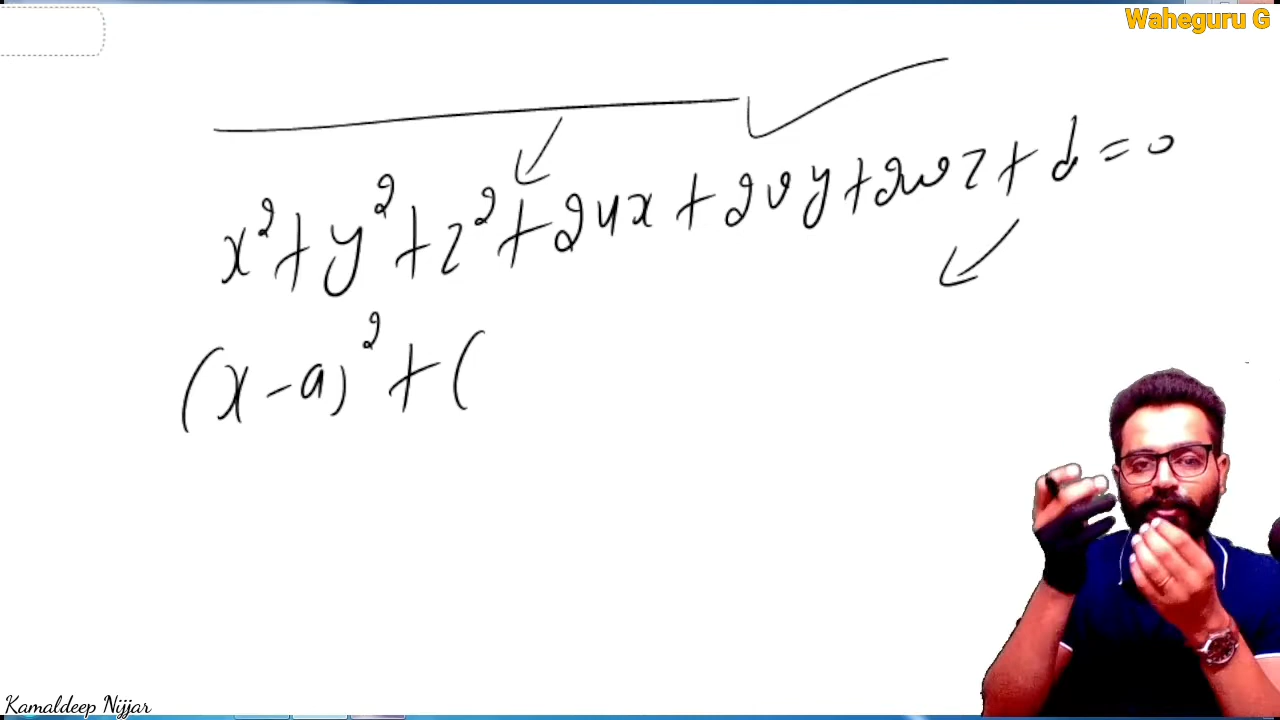 Waheguru G
x² + y² + z² + 2ux + 2vy + 2wz + d = 0
(x - a)² + (
Kamaldeep Nijjar